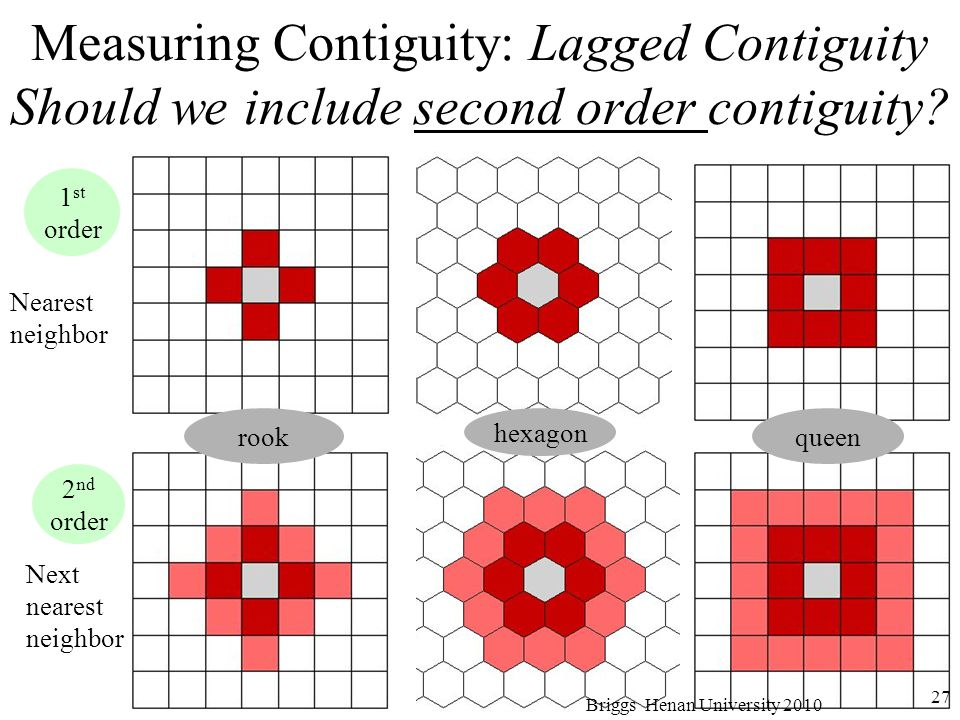 Measuring Contiguity: Lagged Contiguity
Should we include second order contiguity?
1st
order
Nearest
neighbor
rook
hexagon
queen
2nd
order
Next
nearest
neighbor
Briggs Henan University 2010
27